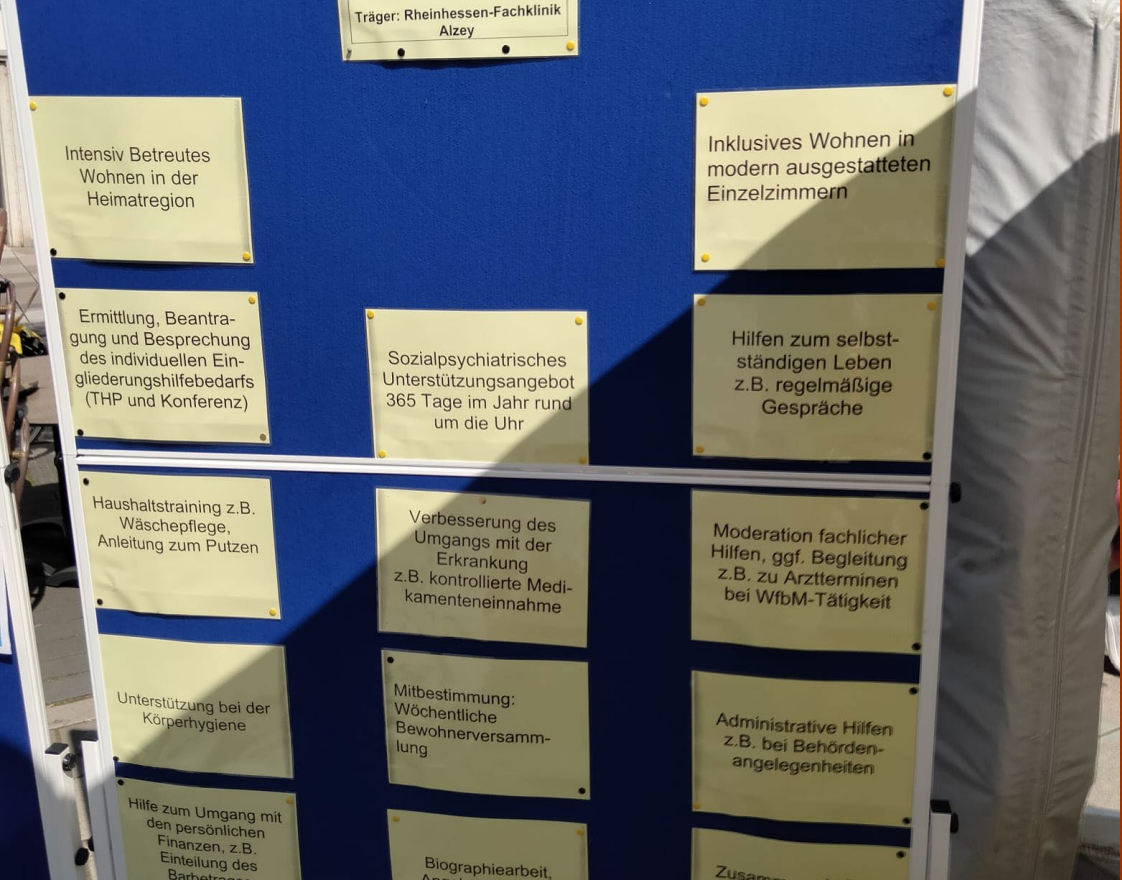 Träger: Rheinhessen-Fachklinik
Alzey
Intensiv Betreutes
Wohnen in der
Heimatregion
Inklusives Wohnen in
modern ausgestatteten
Einzelzimmern
Ermittlung, Beantra-
gung und Besprechung
des individuellen Ein-
gliederungshilfebedarfs
(THP und Konferenz)
Sozialpsychiatrisches
Unterstützungsangebot
365 Tage im Jahr rund
um die Uhr
Hilfen zum selbst-
ständigen Leben
z.B. regelmäßige
Gespräche
Haushaltstraining z.B.
Wäschepflege,
Anleitung zum Putzen
Verbesserung des
Umgangs mit der
Erkrankung
z.B. kontrollierte Medi-
kamenteneinnahme
Moderation fachlicher
Hilfen, ggf. Begleitung
z.B. zu Arztterminen
bei WfbM-Tätigkeit
Unterstützung bei der
Körperhygiene
Mitbestimmung:
Wöchentliche
Bewohnerversamm-
lung
Administrative Hilfen
z.B. bei Behörden-
angelegenheiten
Hilfe zum Umgang mit
den persönlichen
Finanzen, z.B.
Einteilung des
Biographiearbeit,